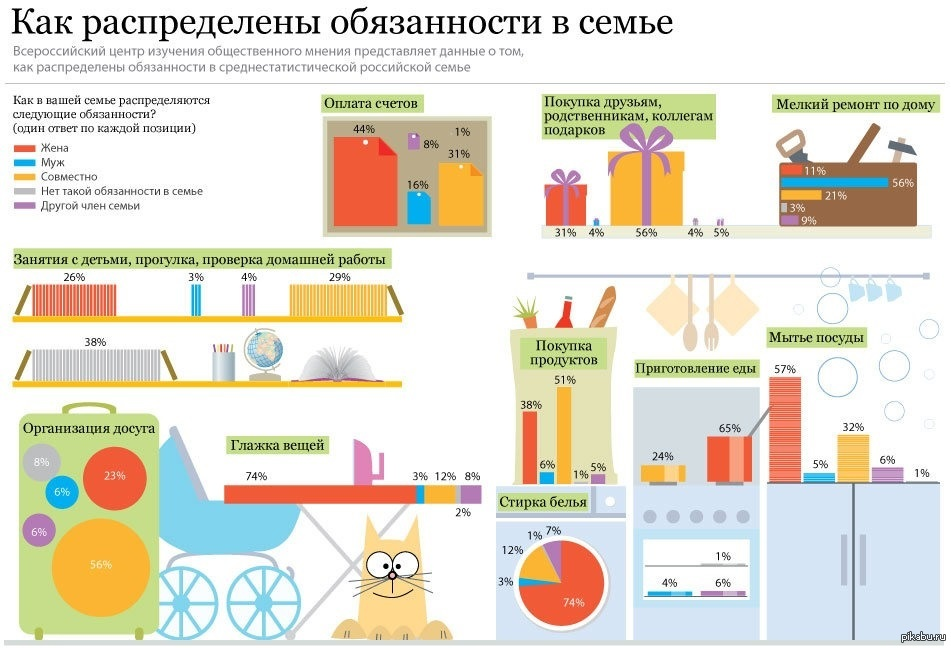 Как распределены обязанности в семье
Всероссийский центр изучения общественного мнения представляет данные о том,
как распределены обязанности в среднестатистической российской семье
Как в вашей семье распределяются
следующие обязанности?
(один ответ по каждой позиции)
Жена
Муж
Совместно
Нет такой обязанности в семье
Другой член семьи
Оплата счетов
44%
1%
8%
31%
16%
Покупка друзьям,
родственникам, коллегам
подарков
31% 4% 56% 4% 5%
Мелкий ремонт по дому
11%
56%
21%
3%
9%
Занятия с детьми, прогулка, проверка домашней работы
26% 3% 4% 29%
38%
Организация досуга
8%
23%
6%
6%
56%
Глажка вещей
74% 3% 12% 8%
2%
Покупка
продуктов
51%
38%
6%
1% 5%
Стирка белья
1% 7%
12%
3%
74%
Приготовление еды
65%
24%
1%
4% 6%
Мытье посуды
57%
32%
5% 6% 1%
pikabu.ru